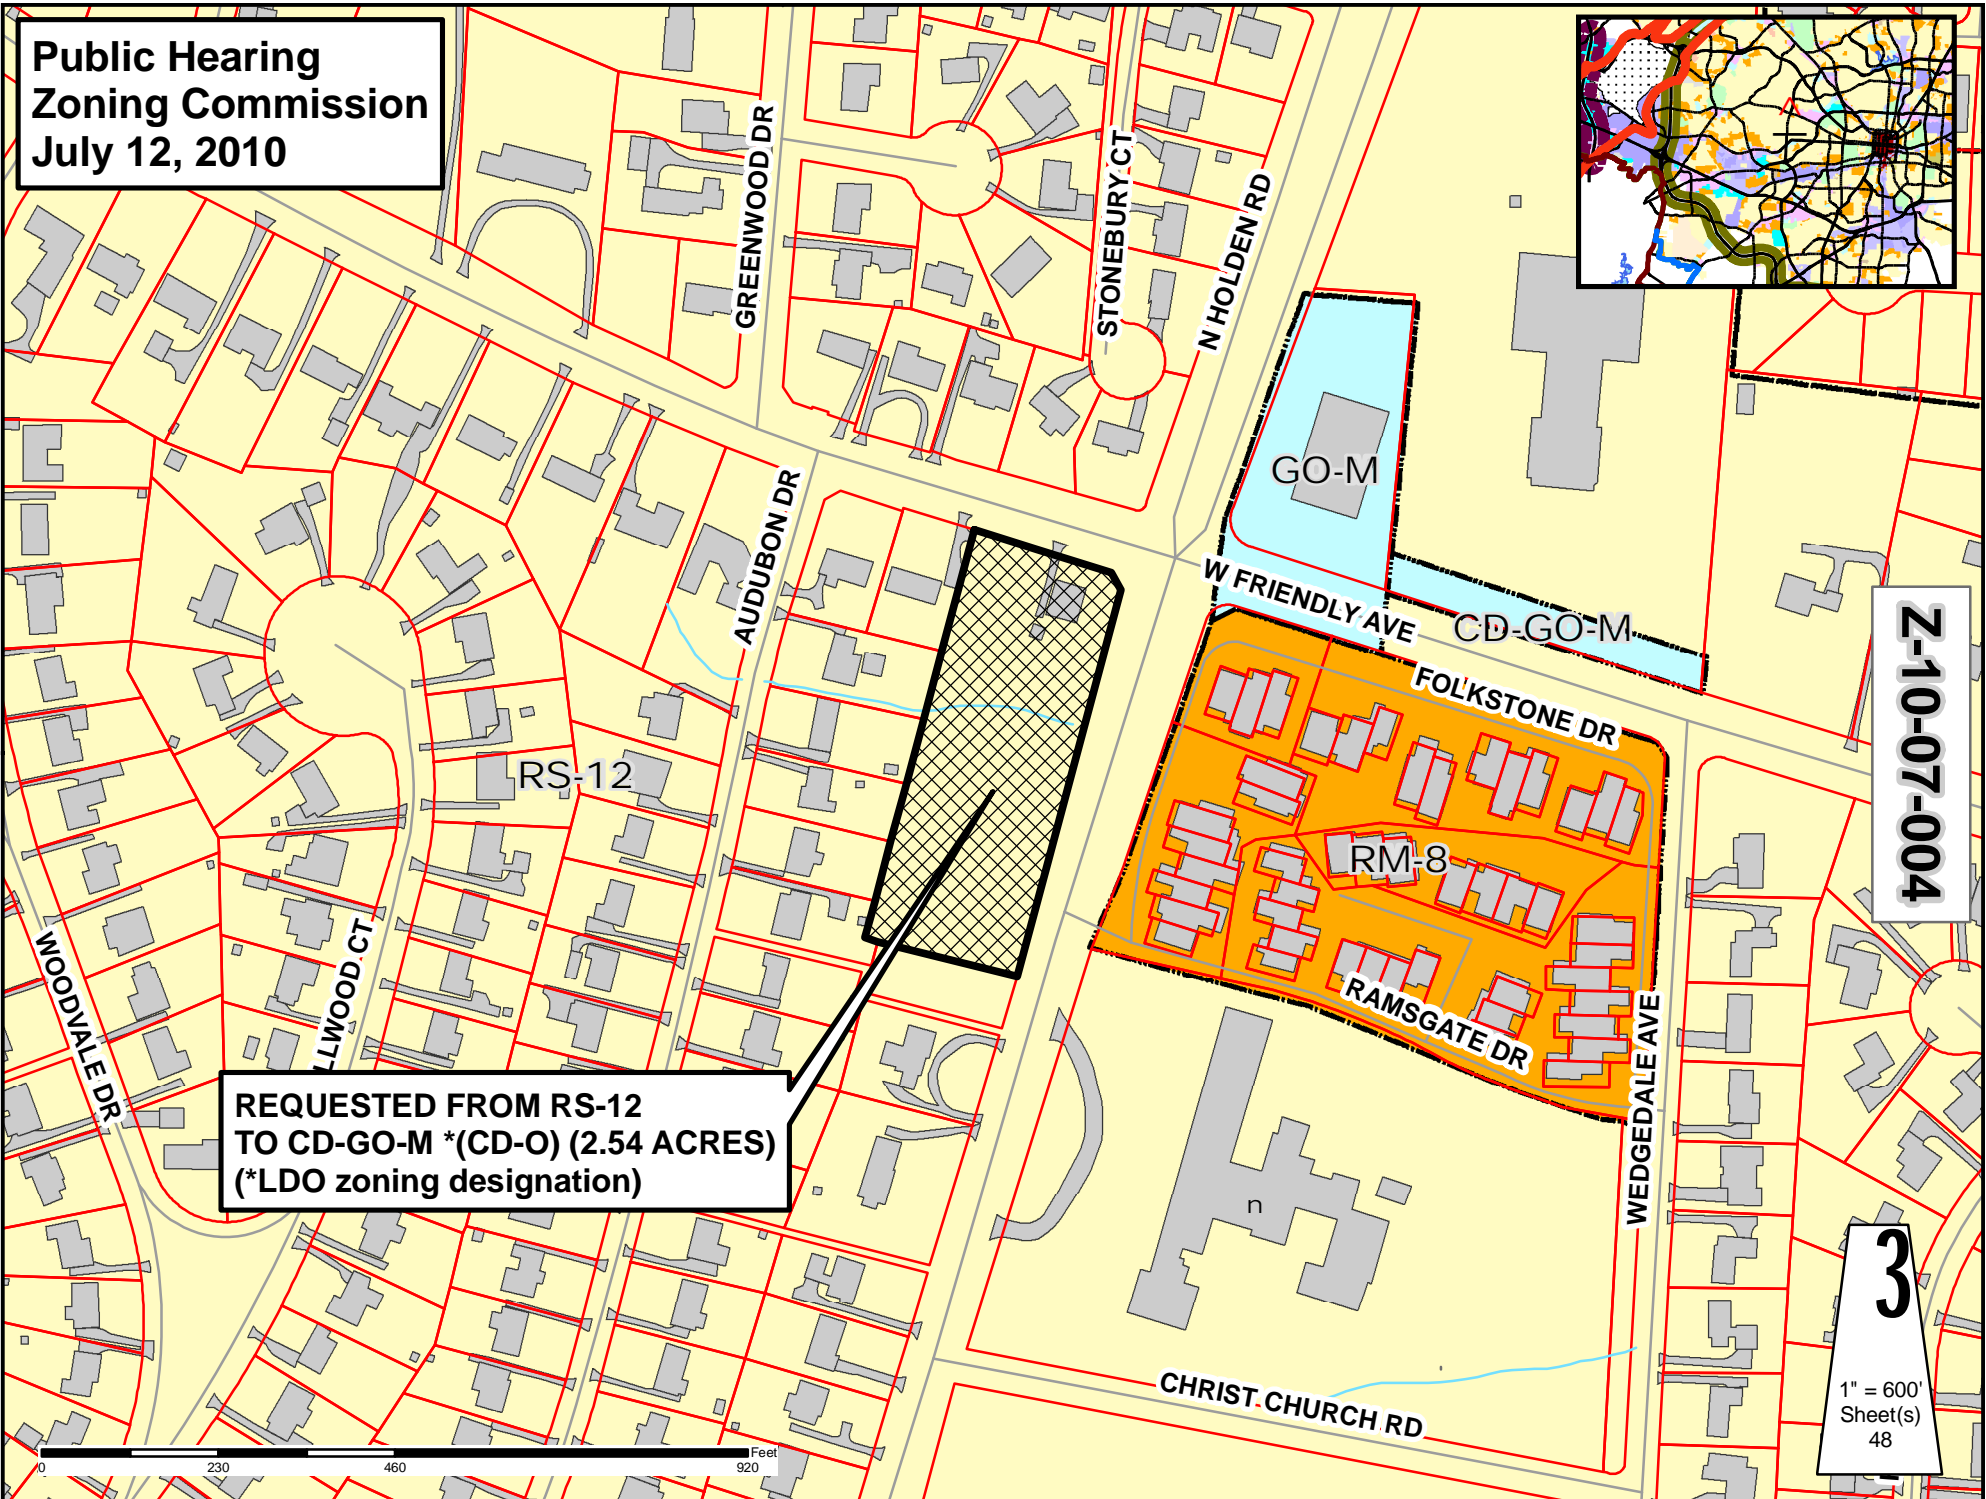 Public Hearing
Zoning Commission
July 12, 2010
GREENWOOD DR
STONEBURY CT
N HOLDEN RD
GO-M
AUDUBON DR
W FRIENDLY AVE
CD-GO-M
FOLKSTONE DR
Z-10-07-004
RS-12
RM-8
WOODVALE DR
LLWOOD CT
RAMSGATE DR
WEDGEDALE AVE
REQUESTED FROM RS-12
TO CD-GO-M *(CD-O) (2.54 ACRES)
(*LDO zoning designation)
n
3
1" = 600'
Sheet(s)
48
CHRIST CHURCH RD
Feet
0 230 460 920